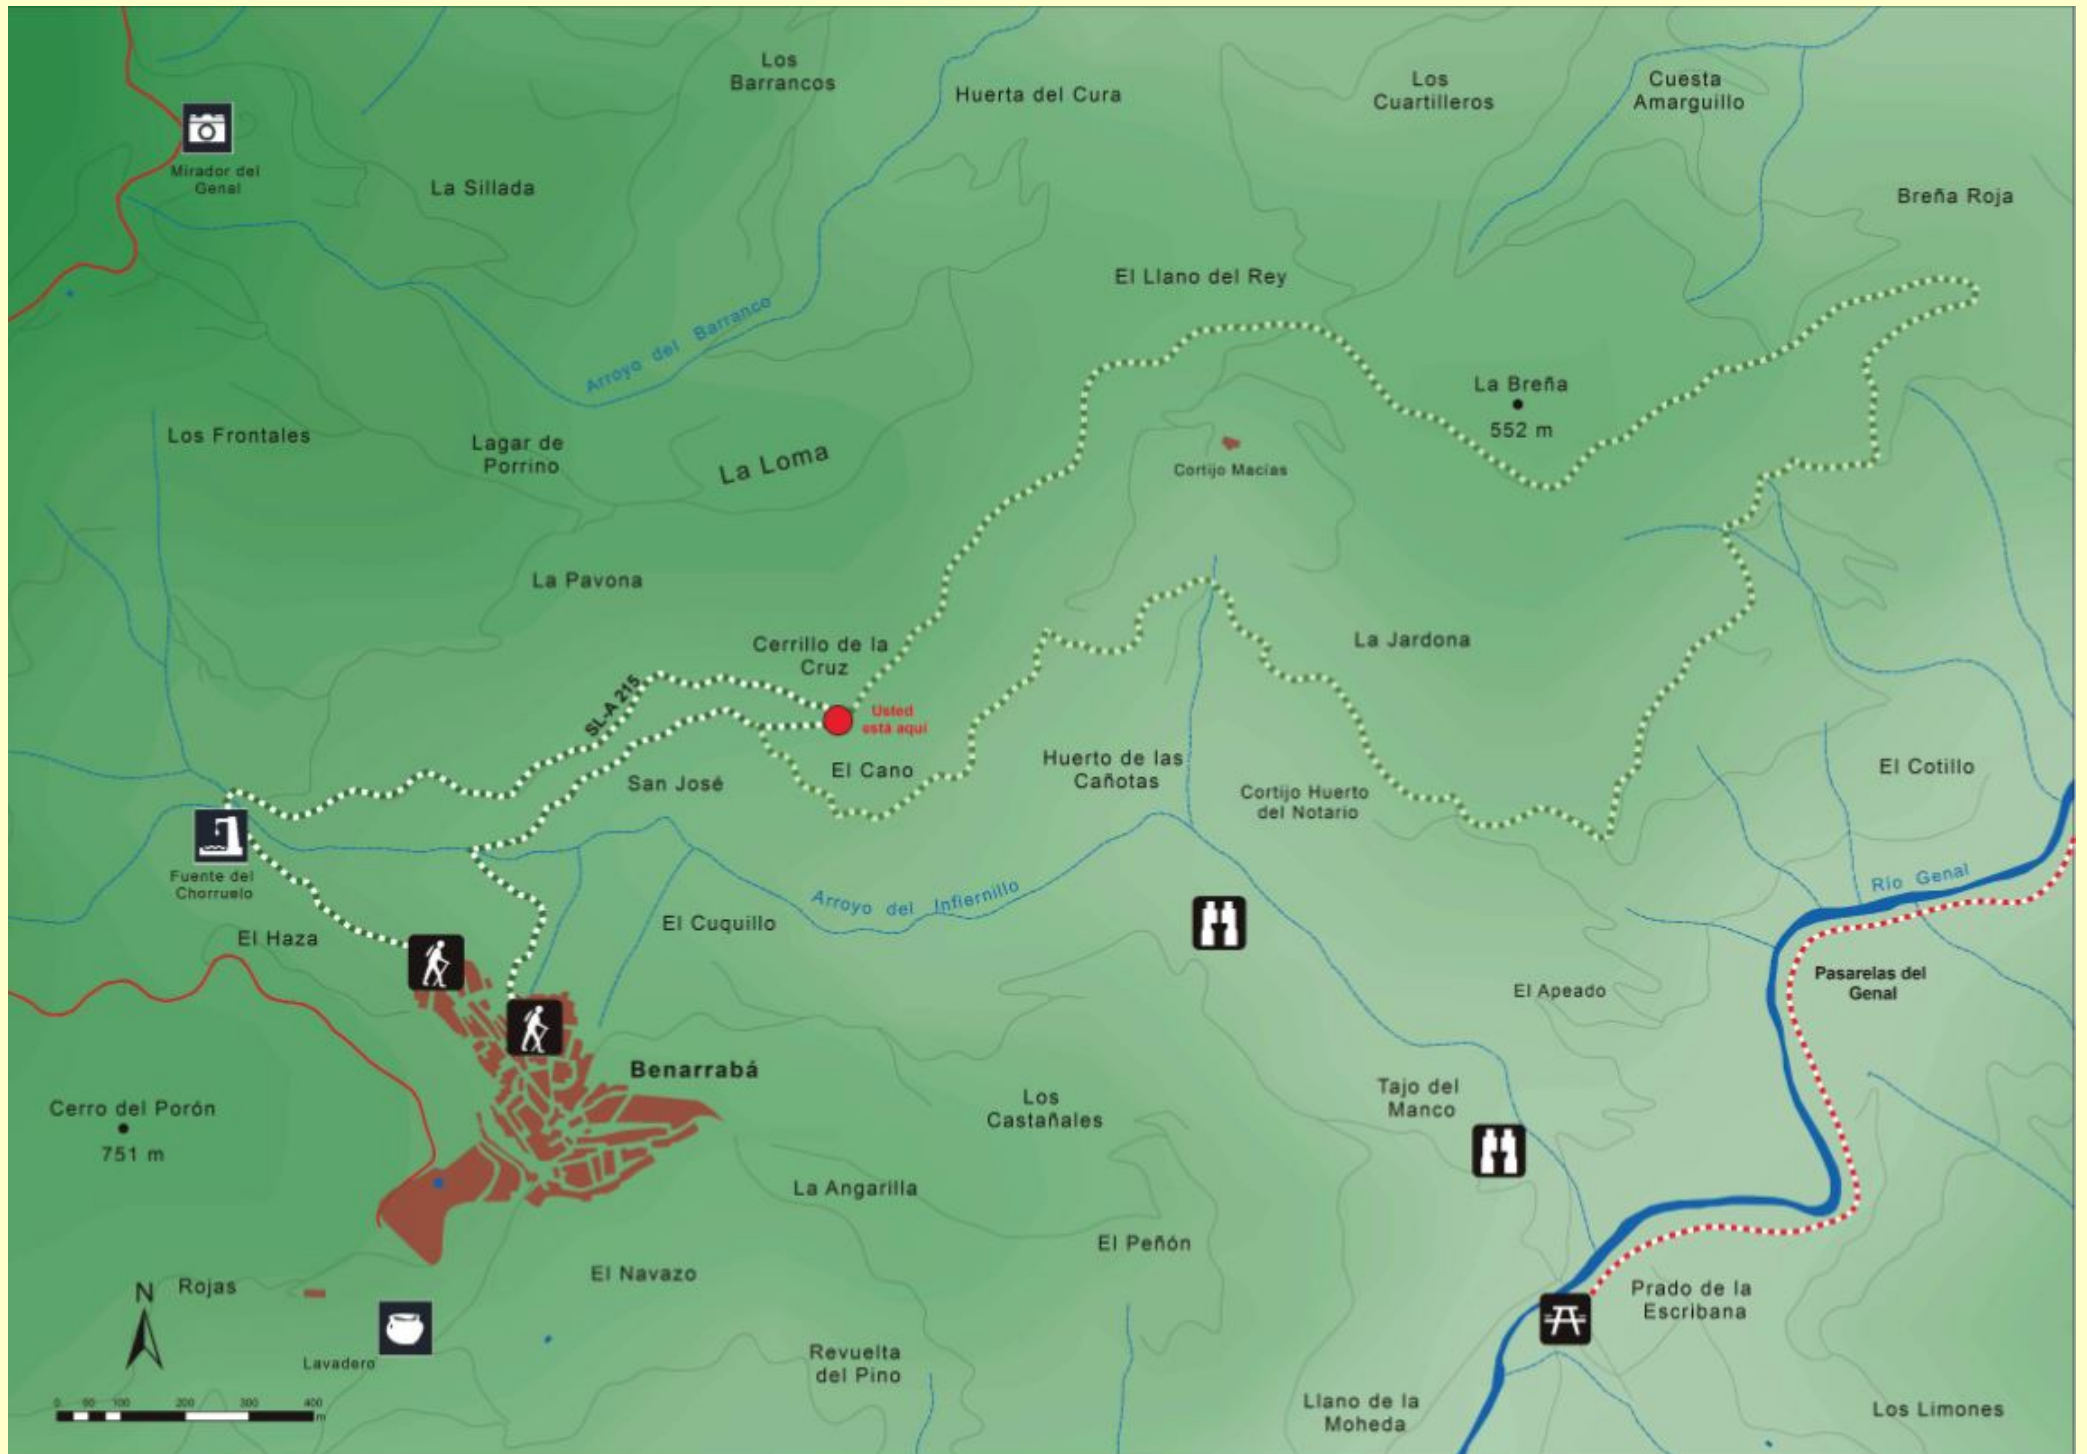 Los
Barrancos
Huerta del Cura
Los
Cuartilleros
Cuesta
Amarguillo
Mirador del
Genal
La Sillada
Breña Roja
El Llano del Rey
Arroyo del Barranco
La Breña
552 m
Los Frontales
Lagar de
Porrino
La Loma
Cortijo Macías
La Pavona
Cerrillo de la
Cruz
La Jardona
SL-A 215
Usted
está aquí
San José
El Cano
Huerto de las
Cañotas
Cortijo Huerto
del Notario
El Cotillo
Fuente del
Chorruelo
Río Genal
Arroyo del Infiernillo
El Haza
El Cuquillo
Pasarelas del
Genal
El Apeado
Benarrabá
Cerro del Porón
751 m
Los
Castañales
Tajo del
Manco
La Angarilla
El Peñón
El Navazo
N
Rojas
Prado de la
Escribana
Lavadero
Revuelta
del Pino
Llano de la
Moheda
Los Limones
0 50 100 200 300 400
m